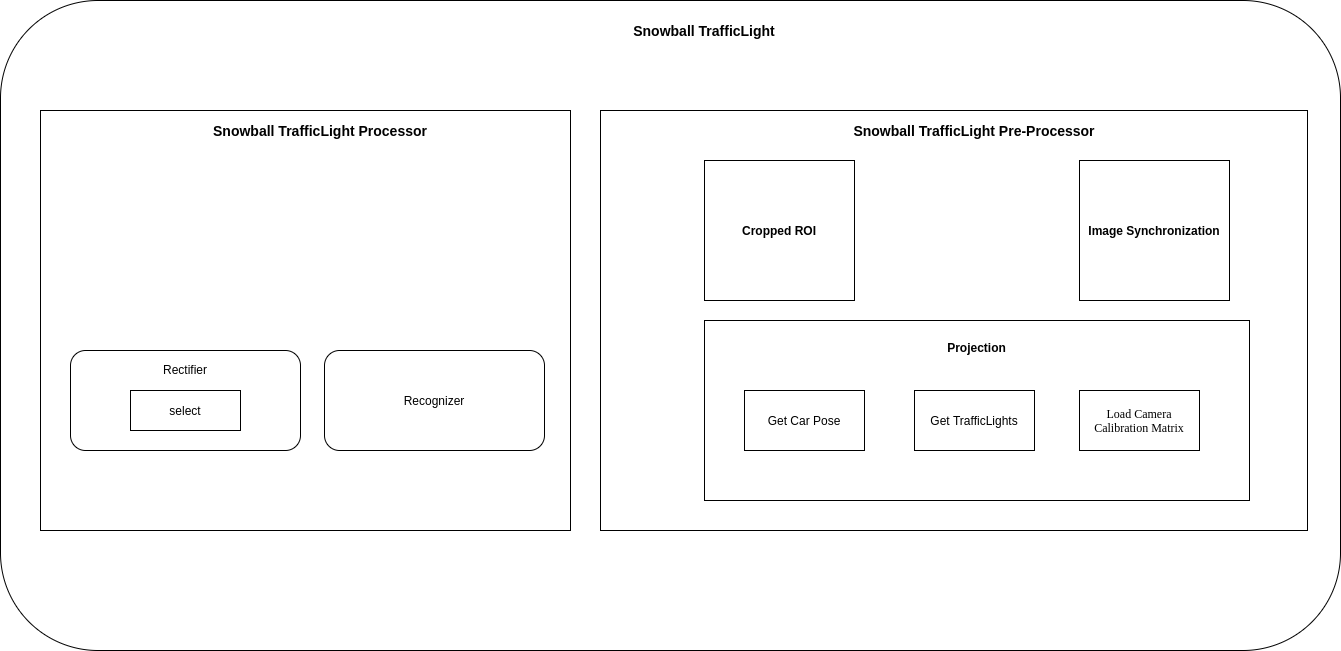 Snowball TrafficLight
Snowball TrafficLight Processor
Rectifier
select
Recognizer
Snowball TrafficLight Pre-Processor
Cropped ROI
Image Synchronization
Projection
Get Car Pose
Get TrafficLights
Load Camera
Calibration Matrix